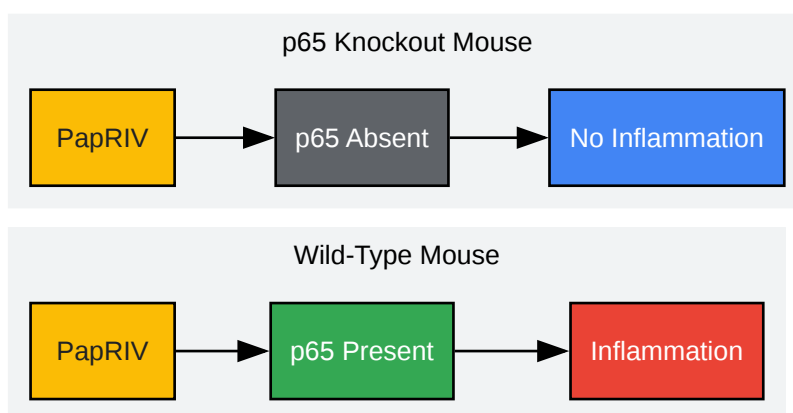 p65 Knockout Mouse
PapRIV
p65 Absent
No Inflammation
Wild-Type Mouse
PapRIV
p65 Present
Inflammation